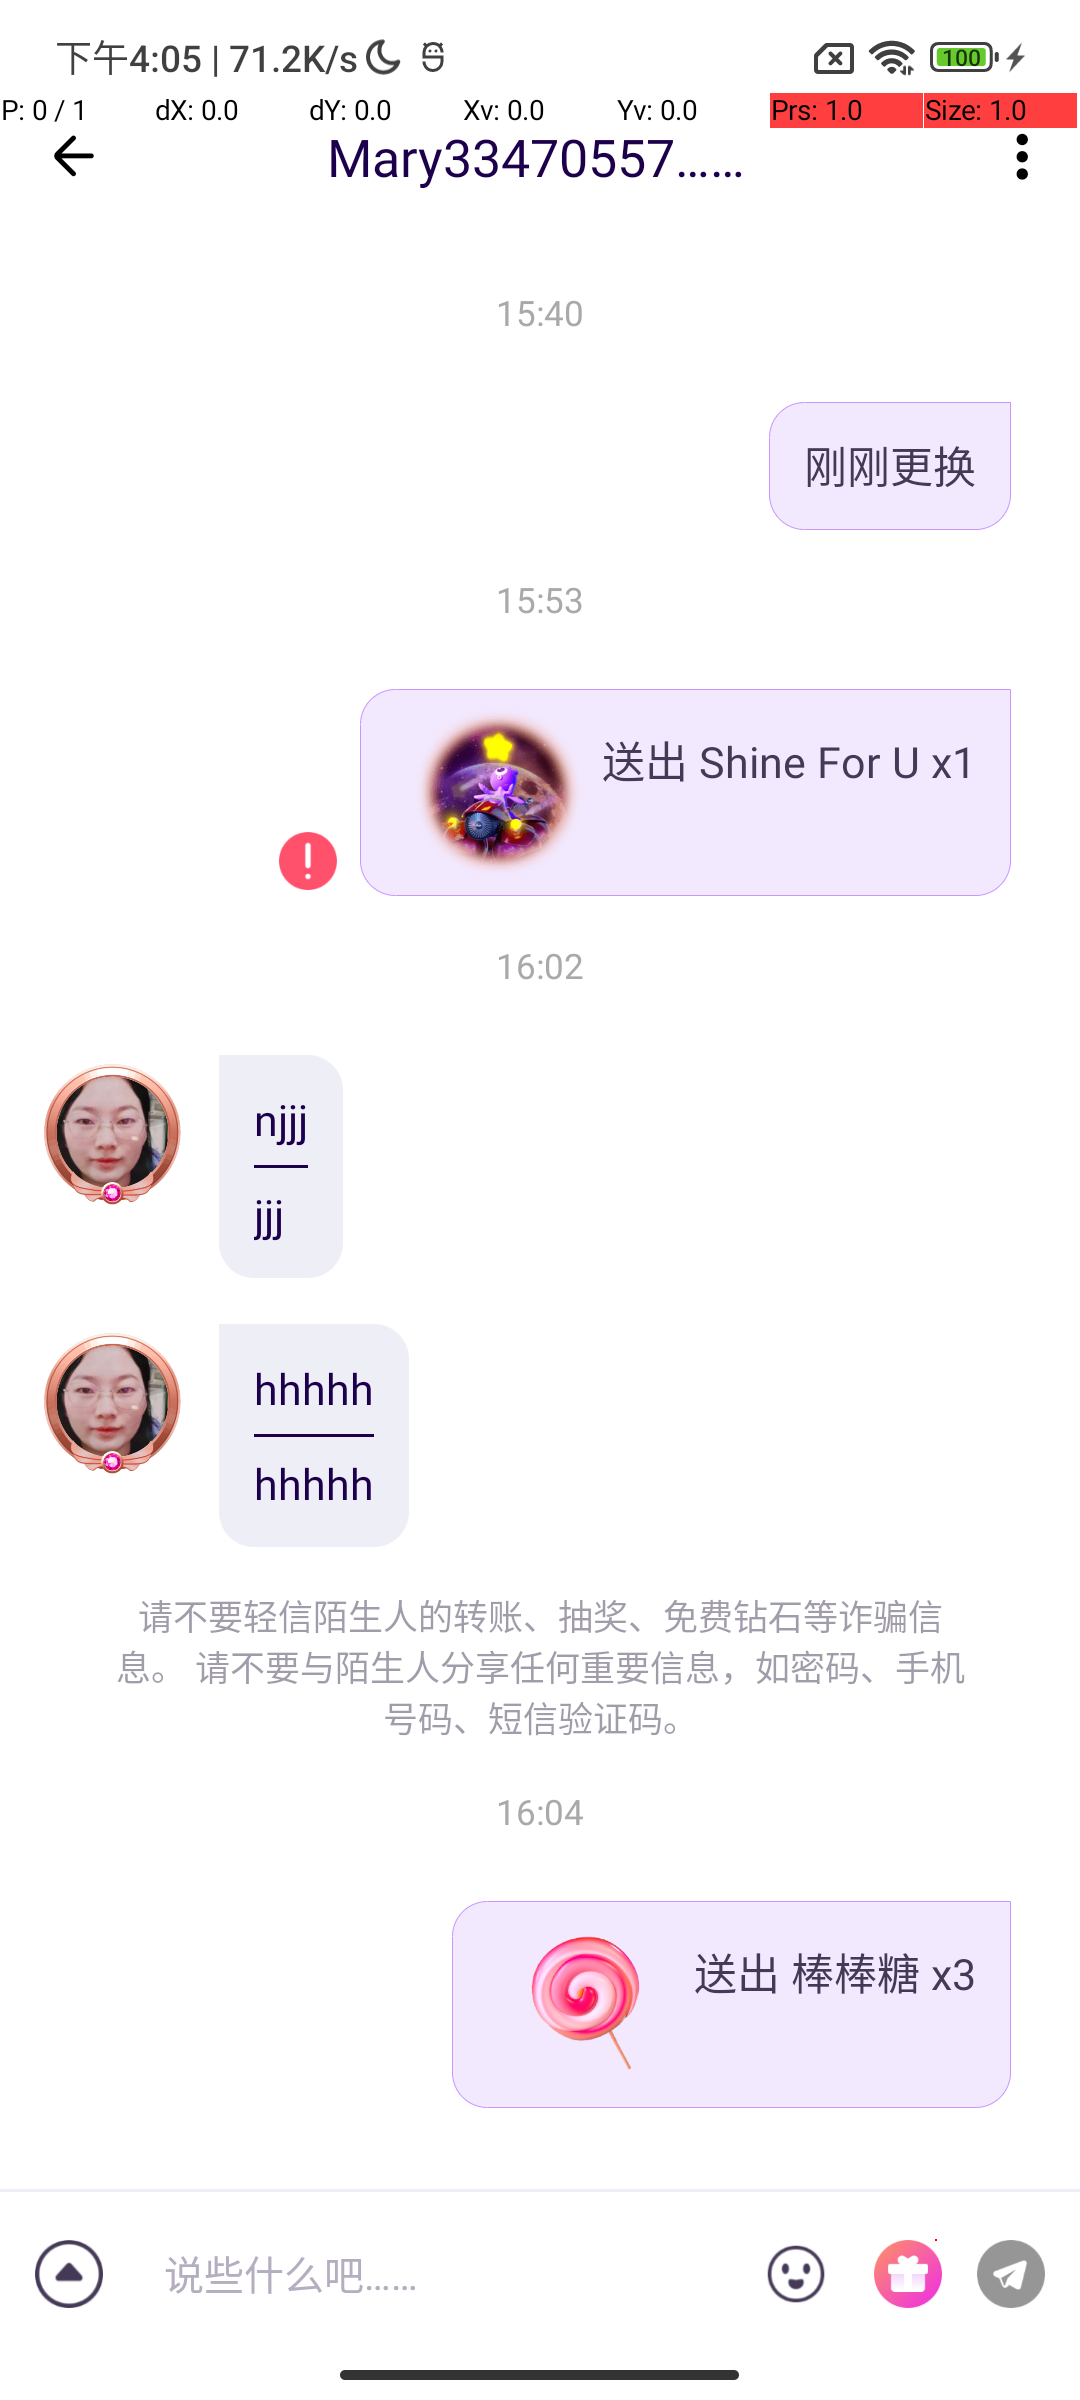 下午4:05 | 71.2K/s
100
P: 0 / 1 dX: 0.0 dY: 0.0 Xv: 0.0 Yv: 0.0 Prs: 1.0 Size: 1.0
Mary33470557......
15:40
刚刚更换
15:53
送出 Shine For U x1
16:02
njjj
jjj
hhhhh
hhhhh
请不要轻信陌生人的转账、抽奖、免费钻石等诈骗信
息。 请不要与陌生人分享任何重要信息，如密码、手机
号码、短信验证码。
16:04
送出 棒棒糖 x3
说些什么吧......